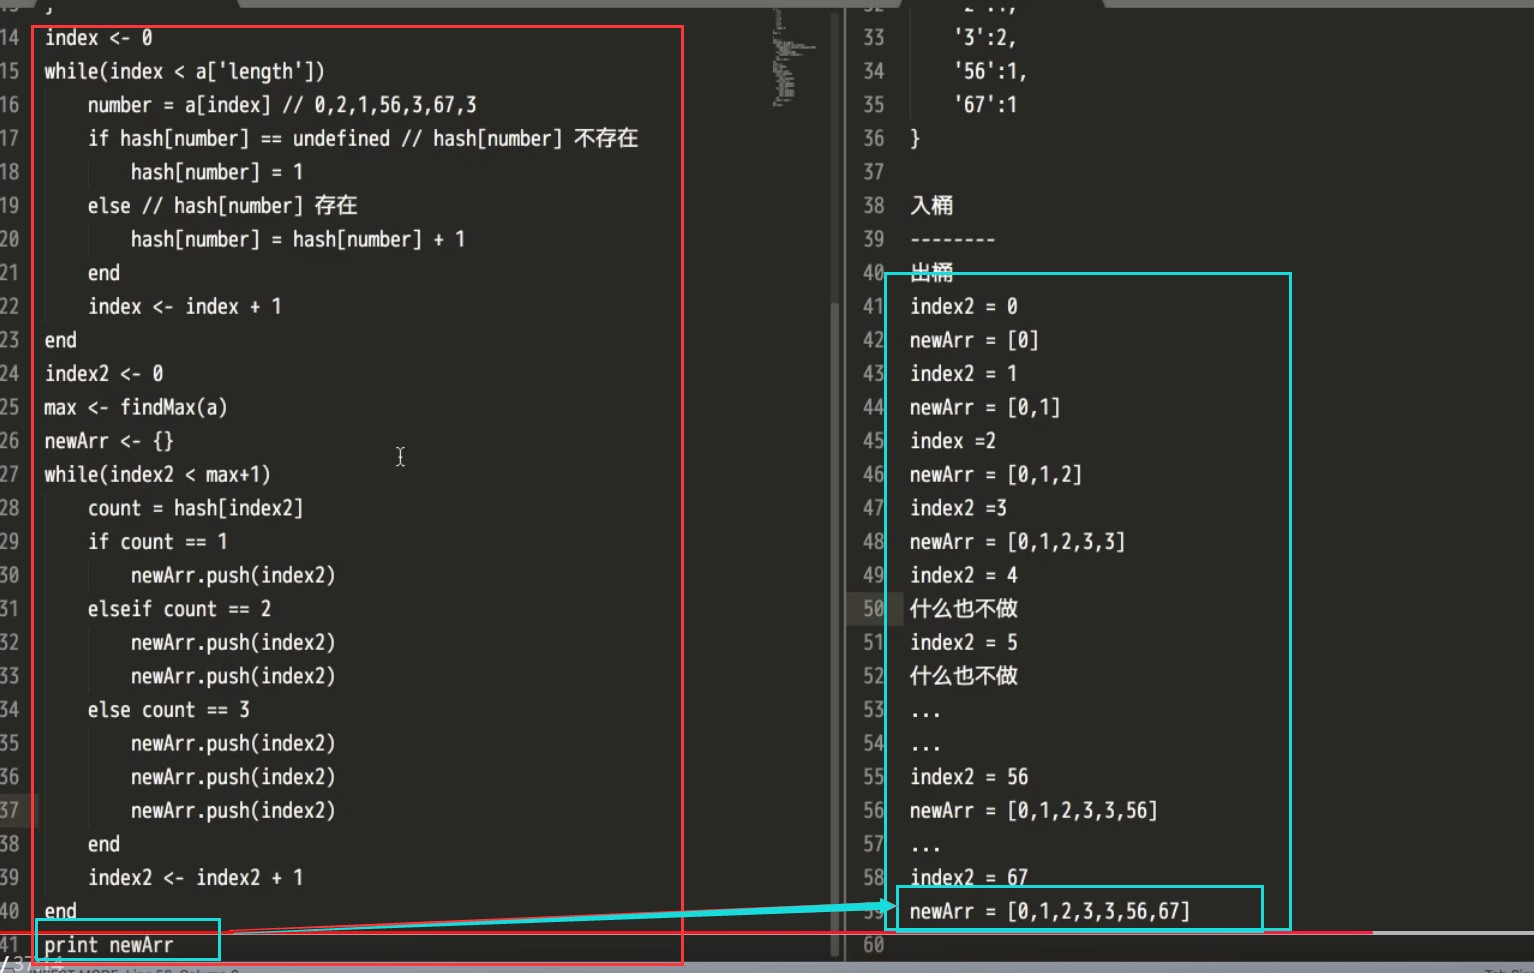 14 index <- 0
15 while(index < a['length'])
16 number = a[index] // 0,2,1,56,3,67,3
17 if hash[number] == undefined // hash[number] 不存在
18 hash[number] = 1
19 else // hash[number] 存在
20 hash[number] = hash[number] + 1
21 end
22 index <- index + 1
23 end
24 index2 <- 0
25 max <- findMax(a)
26 newArr <- {}
27 while(index2 < max+1)
28 count = hash[index2]
29 if count == 1
30 newArr.push(index2)
31 elseif count == 2
32 newArr.push(index2)
33 newArr.push(index2)
34 else count == 3
35 newArr.push(index2)
36 newArr.push(index2)
37 newArr.push(index2)
38 end
39 index2 <- index2 + 1
40 end
41 print newArr
33 '3':2,
34 '56':1,
35 '67':1
36 }
37
38 入桶
39 --------
40 出桶
41 index2 = 0
42 newArr = [0]
43 index2 = 1
44 newArr = [0,1]
45 index =2
46 newArr = [0,1,2]
47 index2 =3
48 newArr = [0,1,2,3,3]
49 index2 = 4
50 什么也不做
51 index2 = 5
52 什么也不做
53 ...
54 ...
55 index2 = 56
56 newArr = [0,1,2,3,3,56]
57 ...
58 index2 = 67
59 newArr = [0,1,2,3,3,56,67]
60